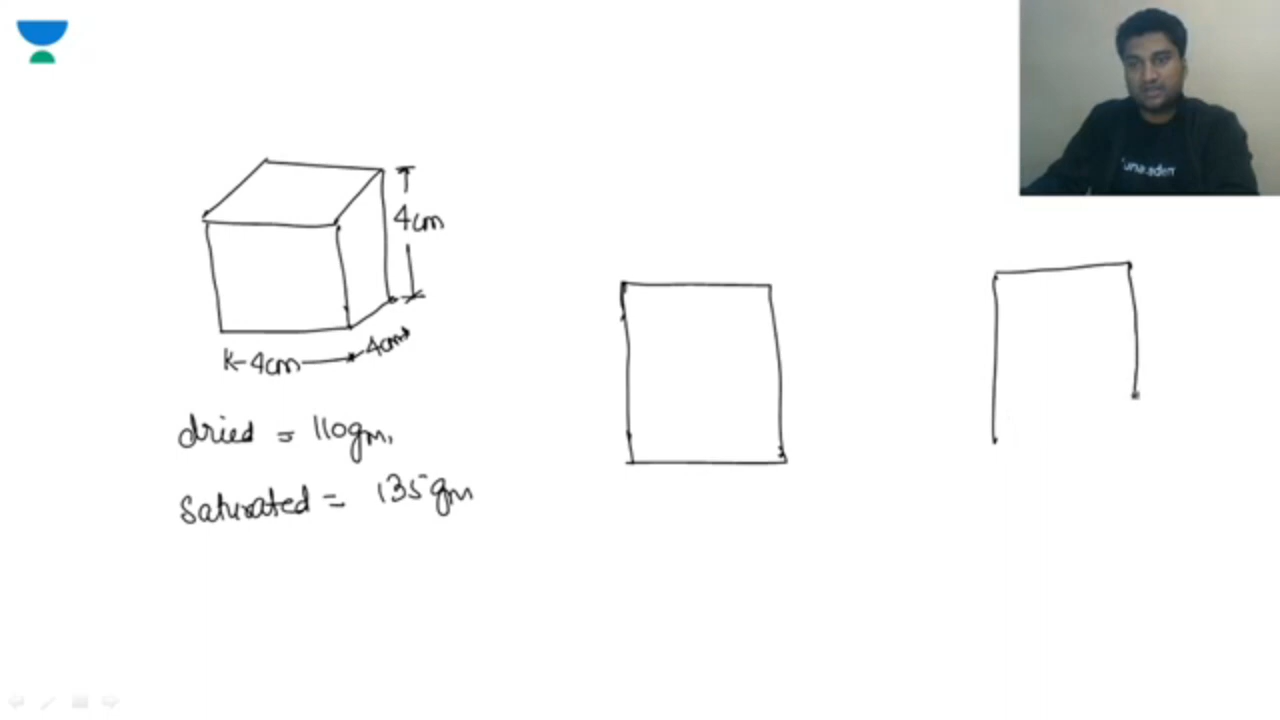 4cm
K-4cm
4cm
dried = 110gm.
saturated = 135gm